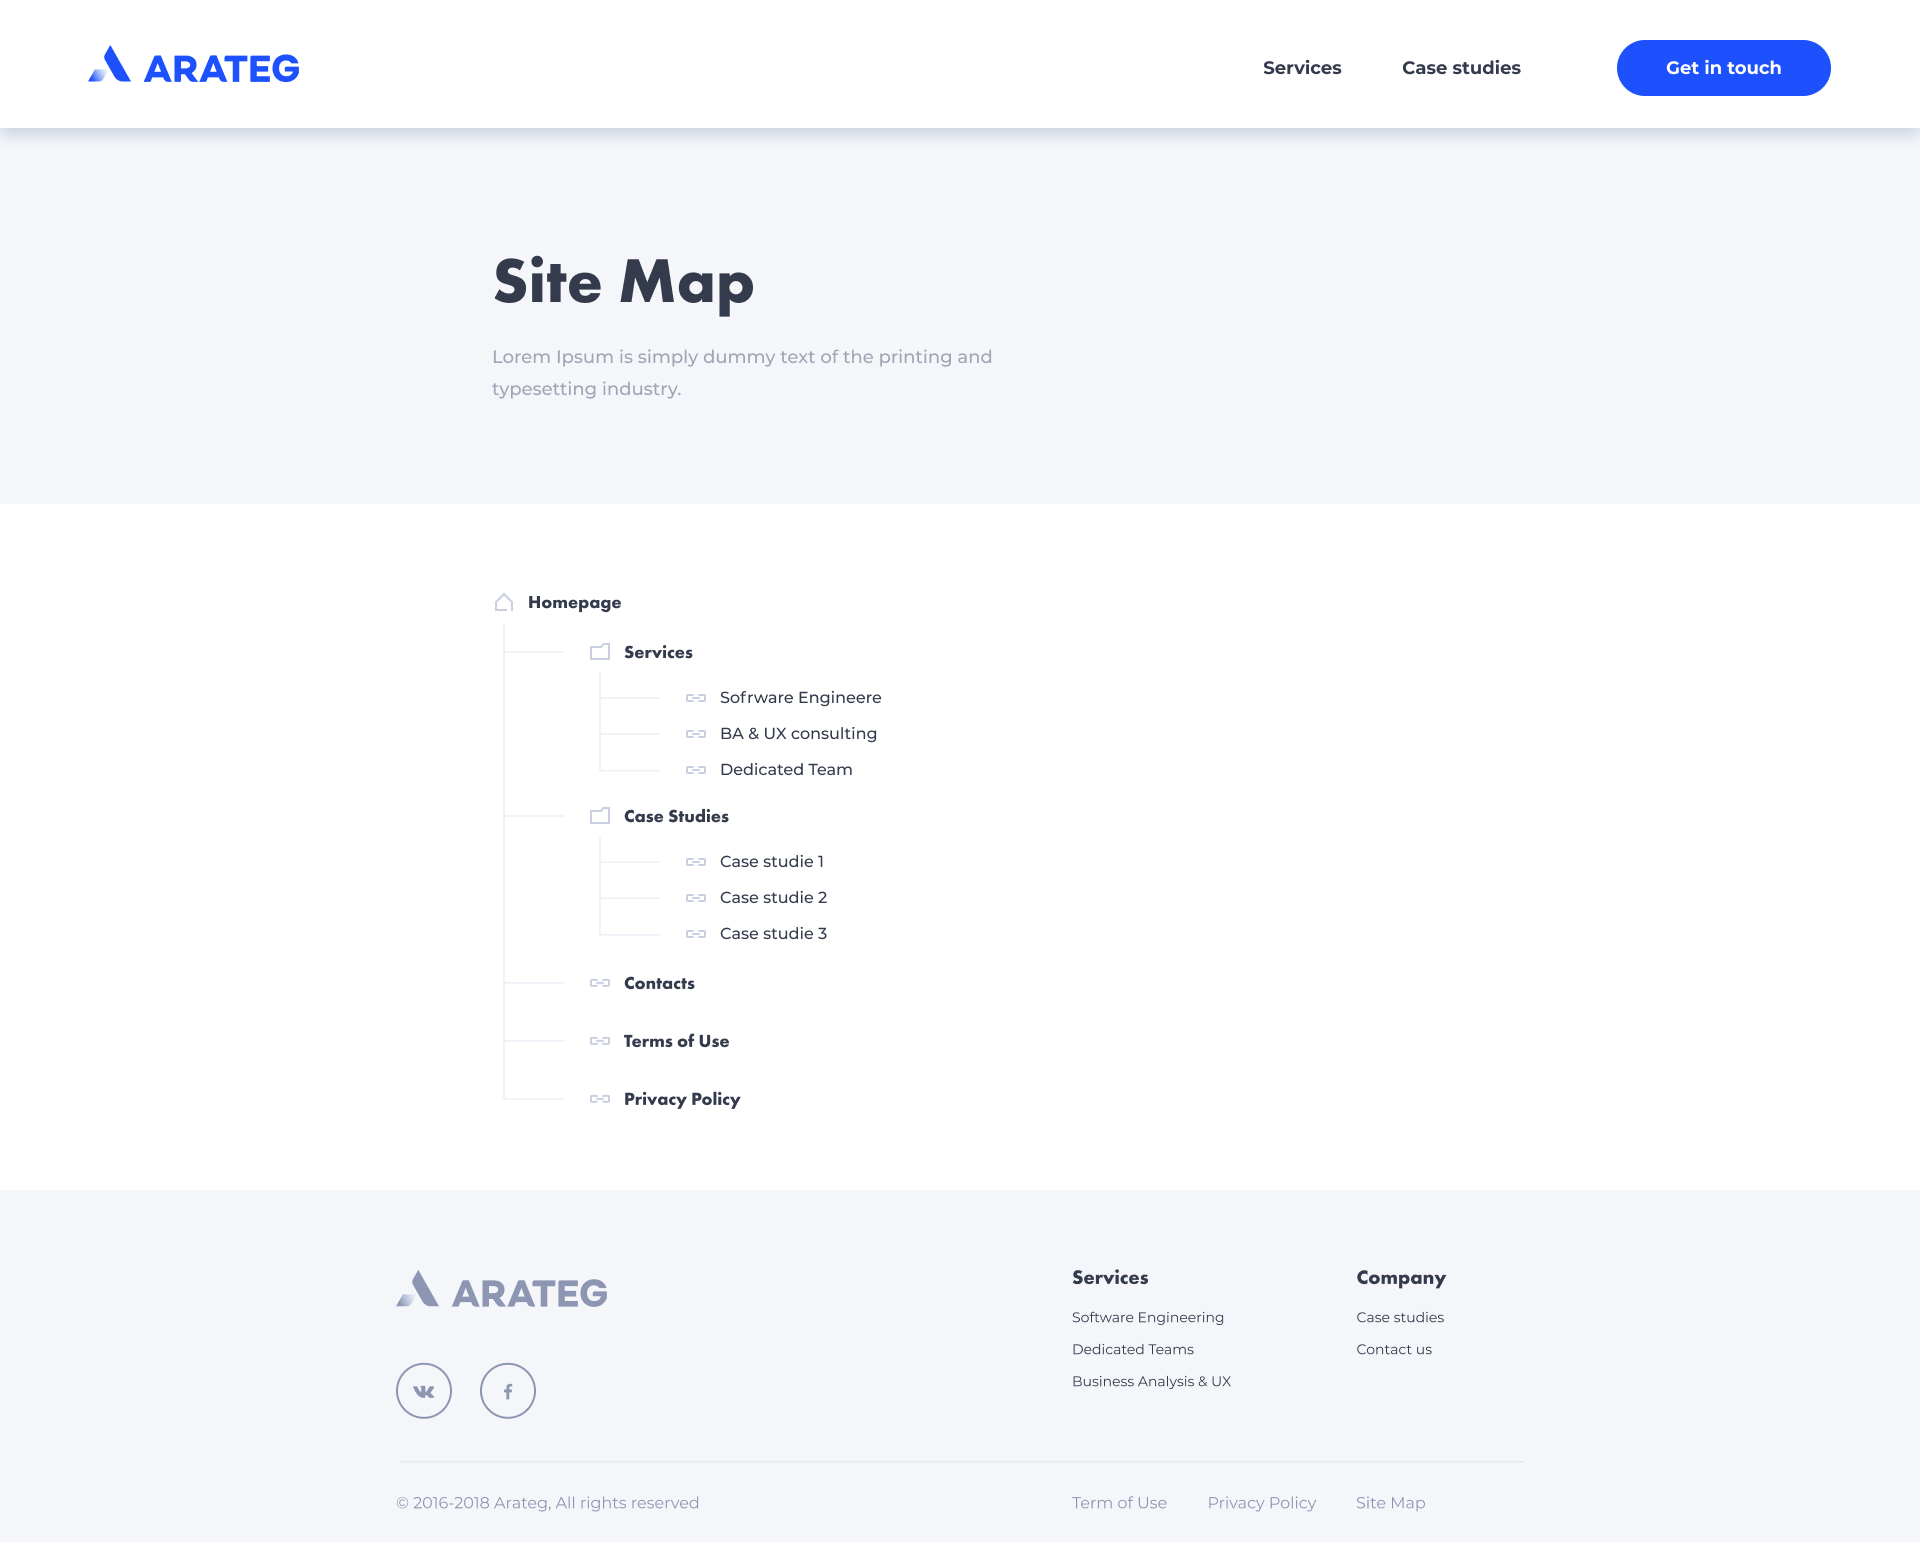 ARATEG
Services
Case studies
Get in touch
Site Map
Lorem Ipsum is simply dummy text of the printing and
typesetting industry.
Homepage
Services
Sofrware Engineere
BA & UX consulting
Dedicated Team
Case Studies
Case studie 1
Case studie 2
Case studie 3
Contacts
Terms of Use
Privacy Policy
ARATEG
Services
Software Engineering
Dedicated Teams
Business Analysis & UX
Company
Case studies
Contact us
© 2016-2018 Arateg, All rights reserved
Term of Use
Privacy Policy
Site Map